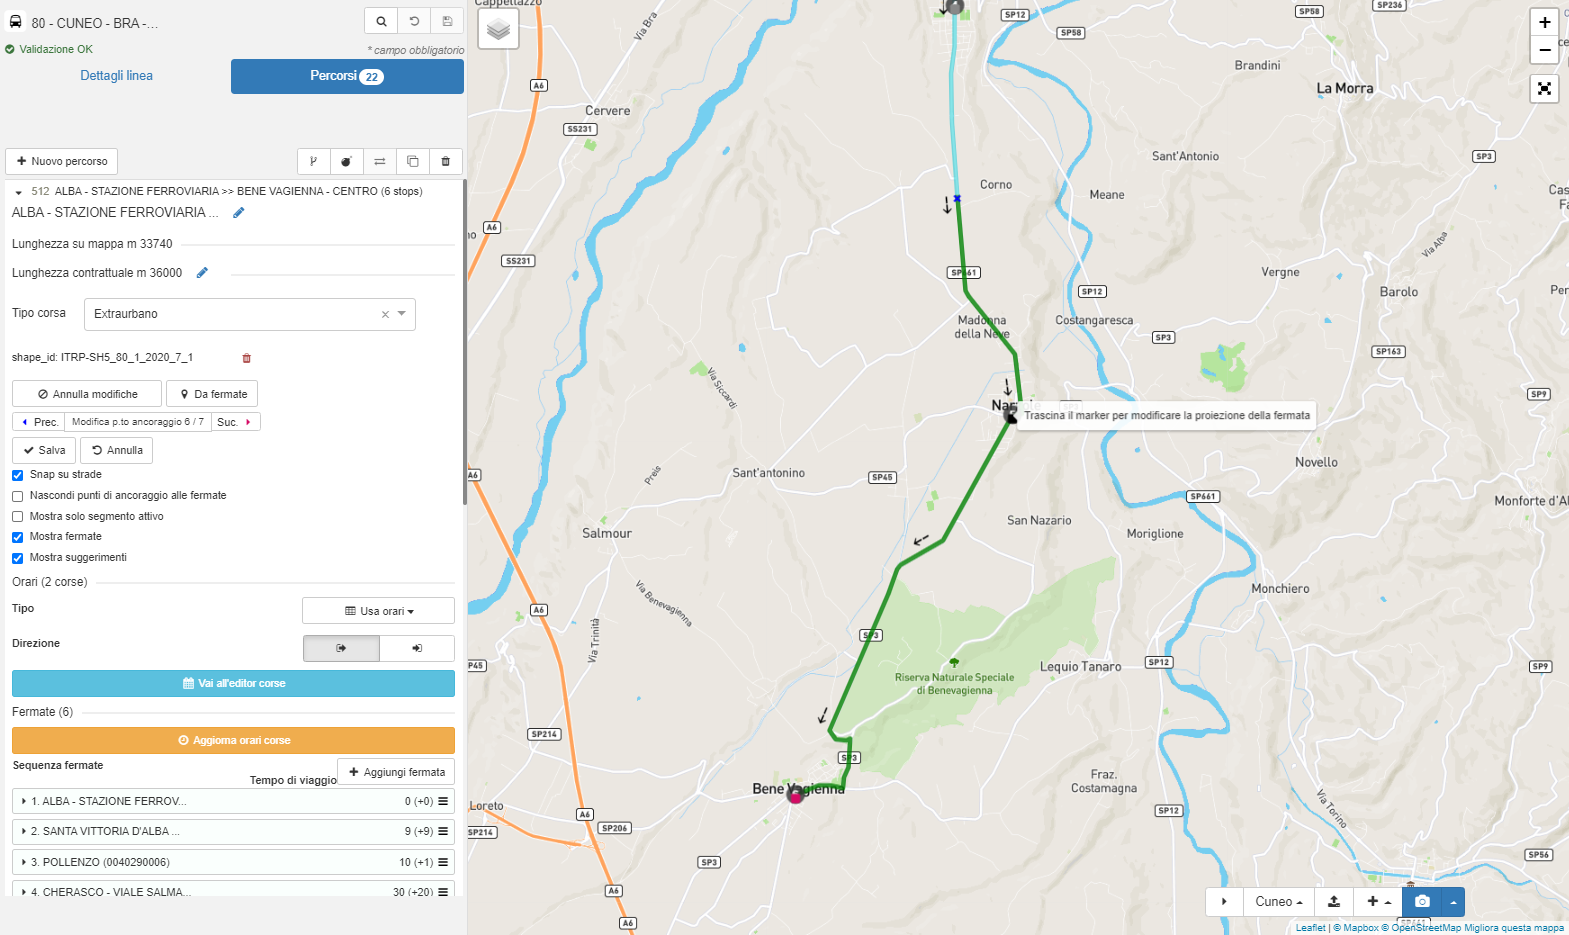 80 - CUNEO - BRA -...
Validazione OK
* campo obbligatorio
Dettagli linea
Percorsi 22
Nuovo percorso
512 ALBA - STAZIONE FERROVIARIA >> BENE VAGIENNA - CENTRO (6 stops)
ALBA - STAZIONE FERROVIARIA ...
Lunghezza su mappa m 33740
Lunghezza contrattuale m 36000
Tipo corsa
Extraurbano
shape_id: ITRP-SH5_80_1_2020_7_1
Annulla modifiche
Da fermate
Prec.
Modifica p.to ancoraggio 6 / 7
Suc.
Salva
Annulla
Snap su strade
Nascondi punti di ancoraggio alle fermate
Mostra solo segmento attivo
Mostra fermate
Mostra suggerimenti
Orari (2 corse)
Tipo
Usa orari
Direzione
Vai all'editor corse
Fermate (6)
Aggiorna orari corse
Sequenza fermate
Tempo di viaggio
Aggiungi fermata
1. ALBA - STAZIONE FERROV... 0 (+0)
2. SANTA VITTORIA D'ALBA ... 9 (+9)
3. POLLENZO (0040290006) 10 (+1)
4. CHERASCO - VIALE SALMA... 30 (+20)
Cappellazzo
Via Bra
SP12
SP58
SP58
SP236
+
−
Brandini
La Morra
A6
Cervere
SS231
Sant'Antonio
SP3
Corno
Meane
A6
SS231
Via Alba
Vergne
Barolo
SP661
SP12
Madonna
della Neve
Costangaresca
SP3
SP163
Via Siccardi
SP9
Trascina il marker per modificare la proiezione della fermata
Novello
Preis
Sant'antonino
SP45
A6
SP661
Monforte d'Al
San Nazario
Salmour
Moriglione
Via Benevagienna
Monchiero
A6
Via Trinità
SP3
SP45
Riserva Naturale Speciale
di Benevagienna
Lequio Tanaro
SP12
SP9
SP214
SP3
Bene Vagienna
Fraz.
Costamagna
Loreto
A6
SP206
SP214
SP12
Via Torino
SP3
SP56
A6
A6
Cuneo
Leaflet | © Mapbox © OpenStreetMap Migliora questa mappa